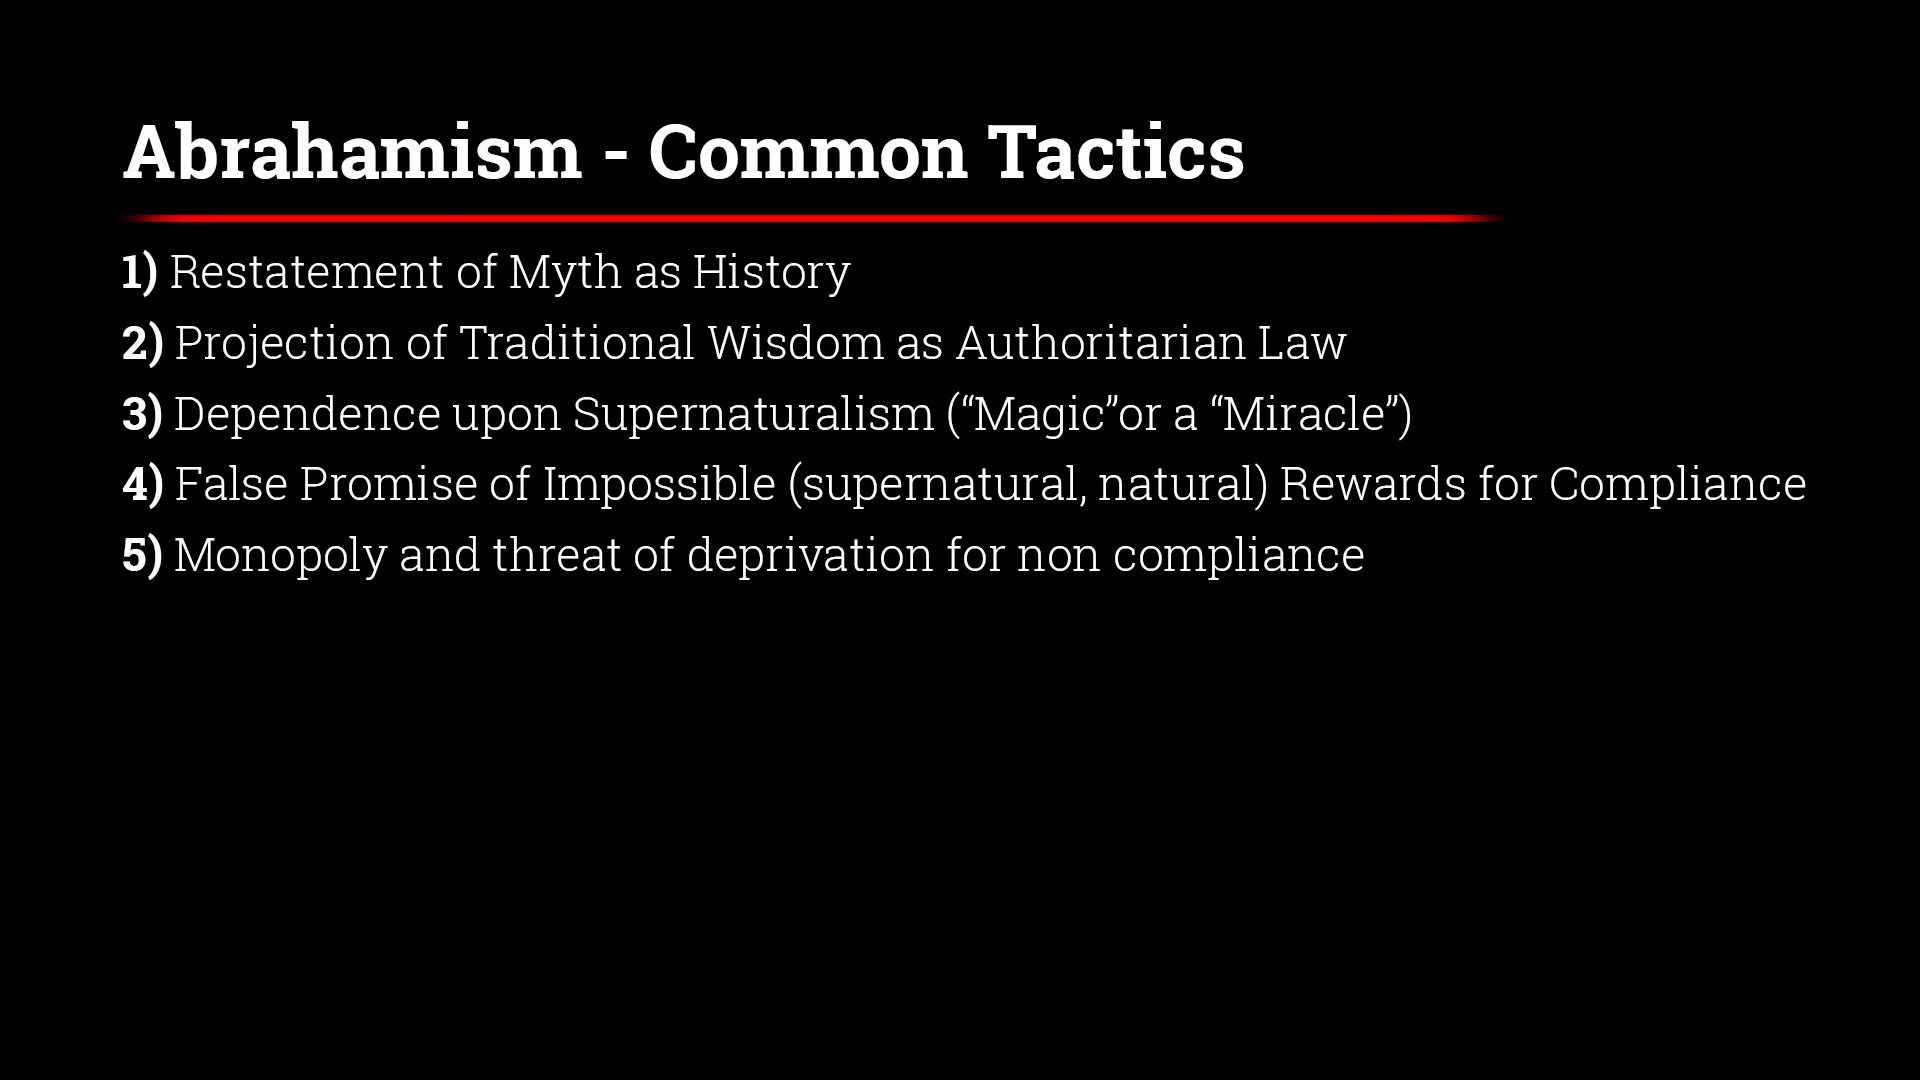 Abrahamism - Common Tactics
1) Restatement of Myth as History
2) Projection of Traditional Wisdom as Authoritarian Law
3) Dependence upon Supernaturalism (“Magic”or a “Miracle”)
4) False Promise of Impossible (supernatural, natural) Rewards for Compliance
5) Monopoly and threat of deprivation for non compliance